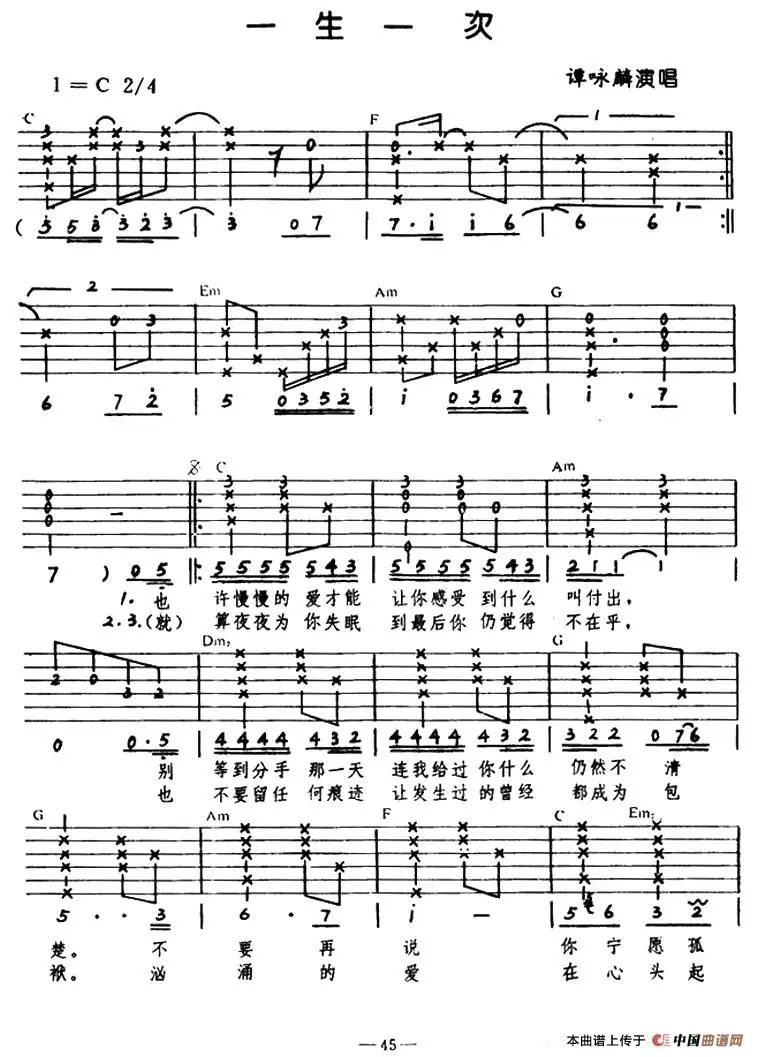 一生一次
1=C 2/4
谭咏麟演唱
C F
1
(5 5 3 3 2 3 3 0 7 7· i i 6 6 6
1
2
Em Am G
6 7 2 5 0 3 5 2 i 0 3 6 7 i · 7
C Am
7 ) 0 5 5 5 5 5 5 4 3 5 5 5 5 5 4 3 2 1 1 1
1. 也 许慢慢的 爱才能 让你感受 到什么 叫付出,
2.3.(就) 算夜夜为 你失眠 到最后你 仍觉得 不在乎,
Dm7 G
0 0·5 4 4 4 4 4 3 2 4 4 4 4 4 3 2 3 2 2 0 7 6
别 等到分手 那一天 连我给过 你什么 仍然不 清
也 不要留任 何痕迹 让发生过 的曾经 都成为 包
G Am F C Em7
5 · · 3 6 · · 7 i — 5 6 3 2
楚。 不 要 再 说 你 宁 愿 孤
袱。 汹 涌 的 爱 在 心 头 起
—45—
本曲谱上传于 中国曲谱网